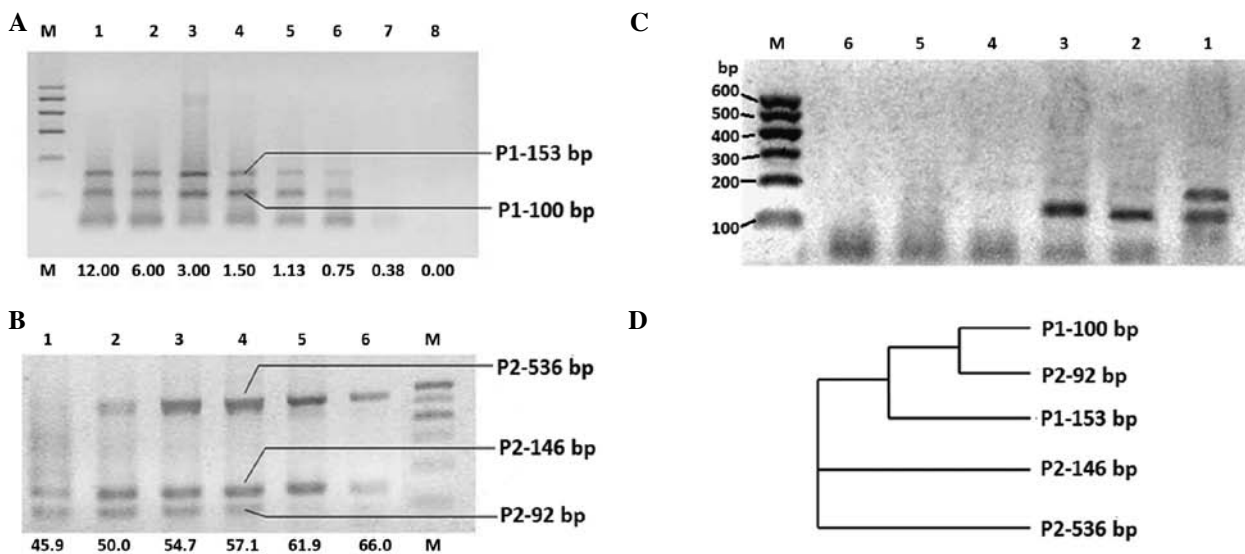 A
M 1 2 3 4 5 6 7 8
P1-153 bp
P1-100 bp
M 12.00 6.00 3.00 1.50 1.13 0.75 0.38 0.00
B
1 2 3 4 5 6 M
P2-536 bp
P2-146 bp
P2-92 bp
45.9 50.0 54.7 57.1 61.9 66.0 M
C
M 6 5 4 3 2 1
bp
600
500
400
300
200
100
D
P1-100 bp
P2-92 bp
P1-153 bp
P2-146 bp
P2-536 bp